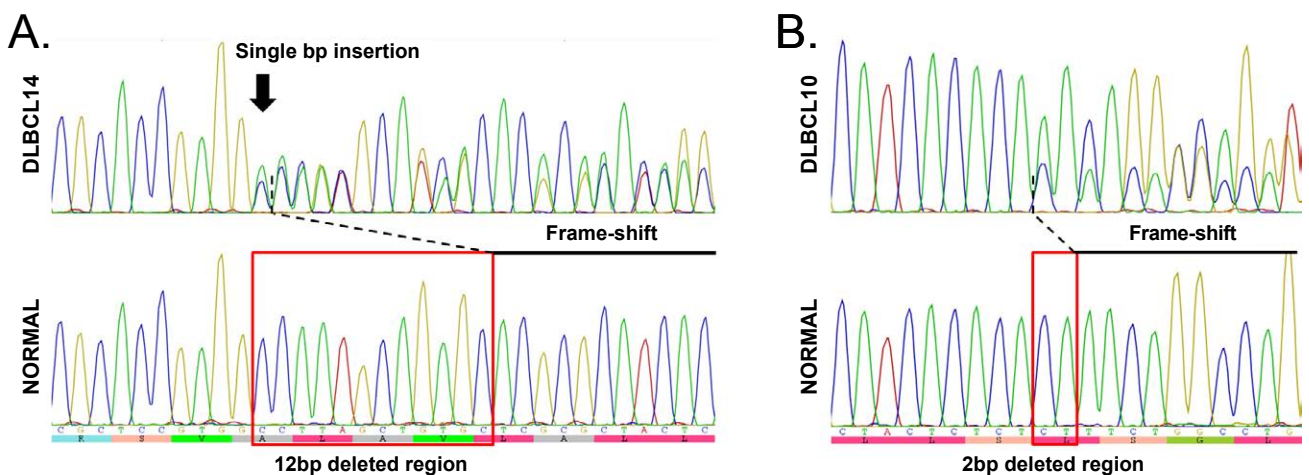 A.
B.
DLBCL14
Single bp insertion
DLBCL10
Frame-shift
Frame-shift
NORMAL
C G C T C C G T G G C C T T A G C T G T G C T C G C T C T A C T C
R S V A L A V L A L L
NORMAL
C T A C T C T C T C T T T C T G G C C T G
L L S L S G L
12bp deleted region
2bp deleted region